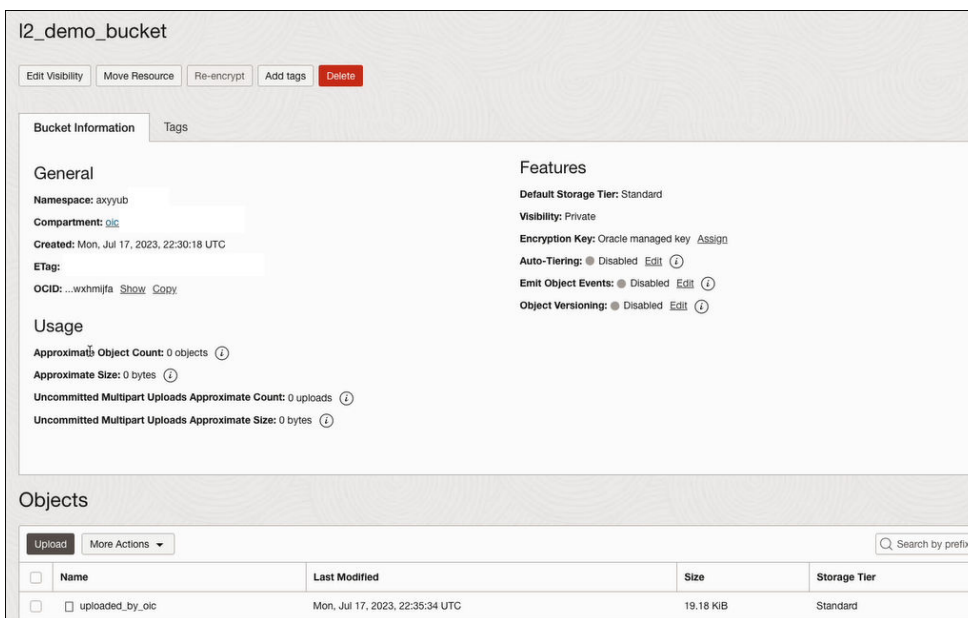 l2_demo_bucket
Edit Visibility Move Resource Re-encrypt Add tags Delete
Bucket Information Tags
General
Namespace: axyyub
Compartment: oic
Created: Mon, Jul 17, 2023, 22:30:18 UTC
ETag:
OCID: ...wxhmijfa Show Copy
Usage
Approximate Object Count: 0 objects
Approximate Size: 0 bytes
Uncommitted Multipart Uploads Approximate Count: 0 uploads
Uncommitted Multipart Uploads Approximate Size: 0 bytes
Features
Default Storage Tier: Standard
Visibility: Private
Encryption Key: Oracle managed key Assign
Auto-Tiering: Disabled Edit
Emit Object Events: Disabled Edit
Object Versioning: Disabled Edit
Objects
Upload More Actions Search by prefix
Name Last Modified Size Storage Tier
uploaded_by_oic Mon, Jul 17, 2023, 22:35:34 UTC 19.18 KiB Standard